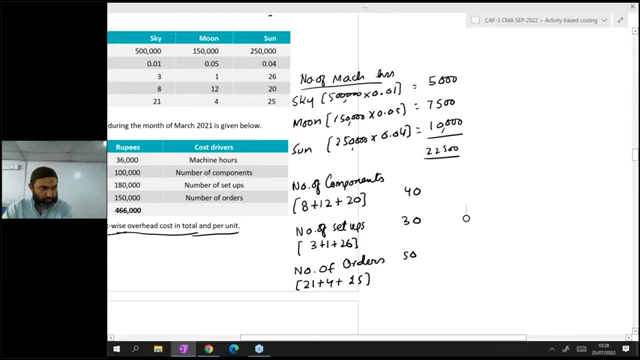 CAF-3 CMA SEP-2022 / Activity based costing
Sky Moon Sun
500,000 150,000 250,000
0.01 0.05 0.04
3 1 26
8 12 20
21 4 25
during the month of March 2021 is given below.
Rupees Cost drivers
36,000 Machine hours
100,000 Number of components
180,000 Number of set ups
150,000 Number of orders
466,000
e-wise overhead cost in total and per unit.
No. of Mach hrs
Sky [500,000 x 0.01] = 5000
Moon [150,000 x 0.05] = 7500
Sun [250,000 x 0.04] = 10,000
22500
No. of Components 40
[8+12+20]
No. of set ups 30
[3+1+26]
No. of Orders 50
[21+4+25]
10:28
25/07/2022